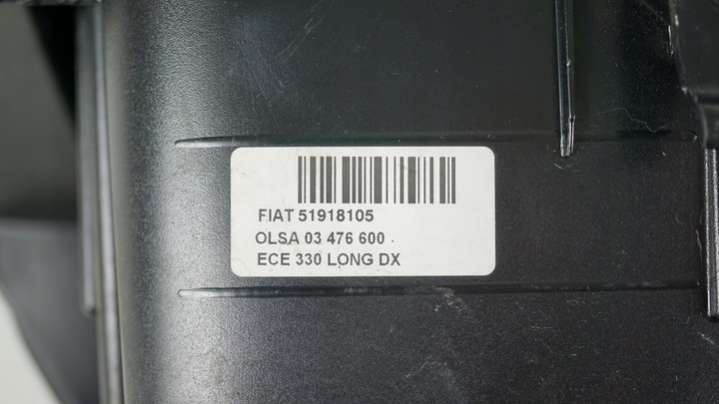 FIAT 51918105
OLSA 03 476 600
ECE 330 LONG DX